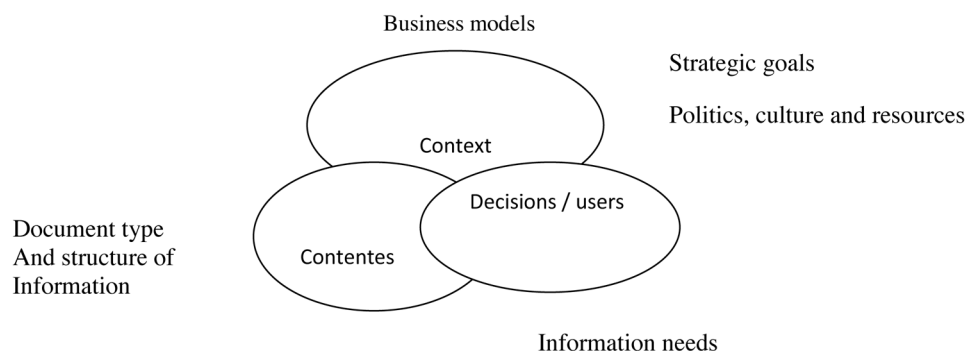 Business models
Strategic goals
Politics, culture and resources
Context
Decisions / users
Document type
And structure of
Information
Contentes
Information needs